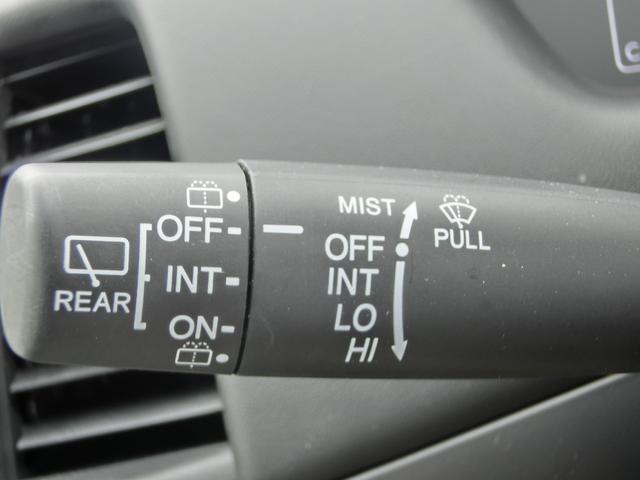 REAR
OFF
INT
ON
MIST
OFF
INT
LO
HI
PULL